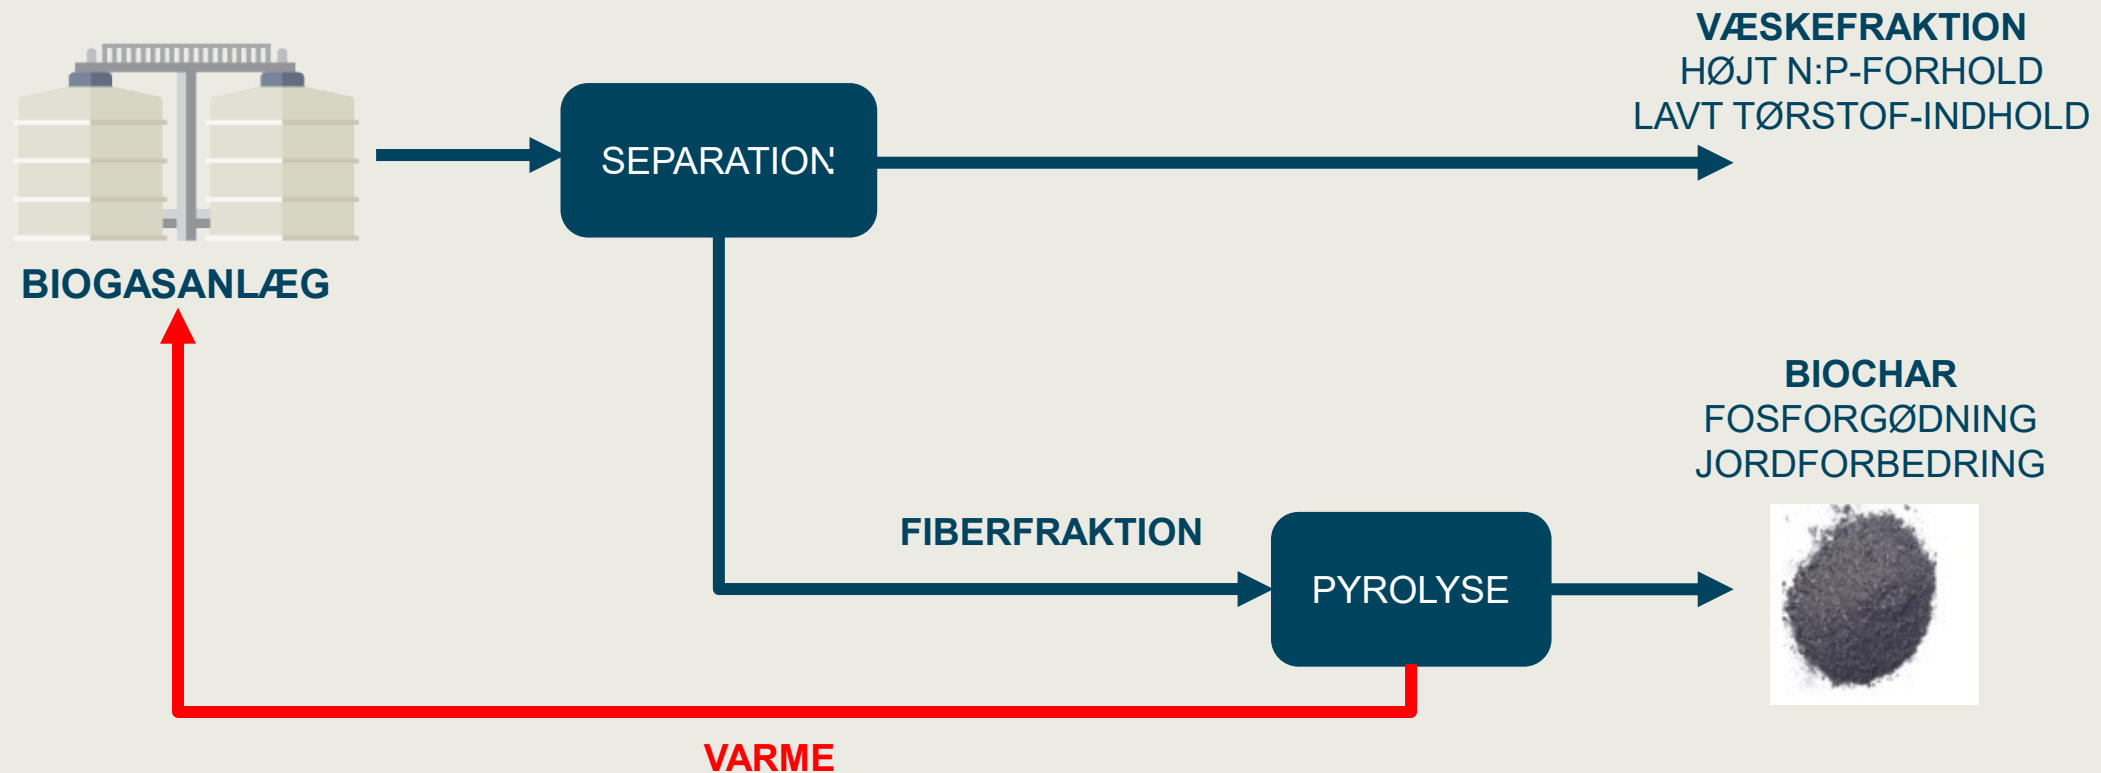 VÆSKEFRAKTION
HØJT N:P-FORHOLD
LAVT TØRSTOF-INDHOLD
SEPARATION
BIOGASANLÆG
BIOCHAR
FOSFORGØDNING
JORDFORBEDRING
FIBERFRAKTION
PYROLYSE
VARME